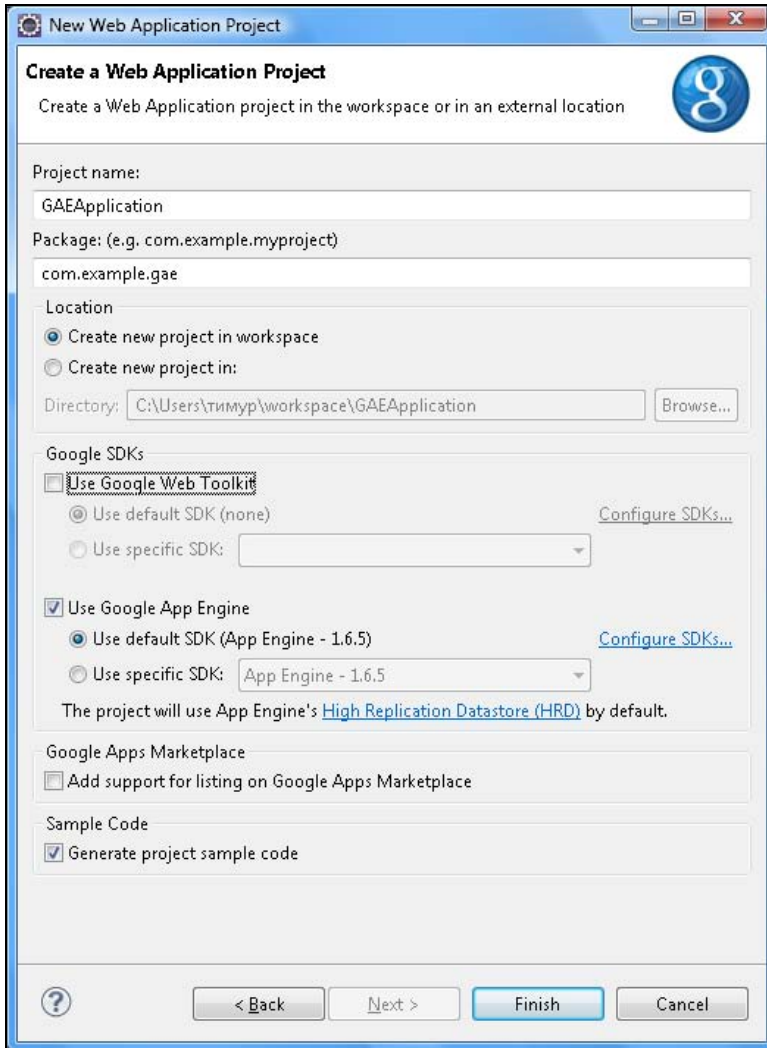 New Web Application Project
Create a Web Application Project
Create a Web Application project in the workspace or in an external location
Project name:
GAEApplication
Package: (e.g. com.example.myproject)
com.example.gae
Location
Create new project in workspace
Create new project in:
Directory: C:\Users\тимур\workspace\GAEApplication Browse...
Google SDKs
Use Google Web Toolkit
Use default SDK (none) Configure SDKs...
Use specific SDK:
Use Google App Engine
Use default SDK (App Engine - 1.6.5) Configure SDKs...
Use specific SDK: App Engine - 1.6.5
The project will use App Engine's High Replication Datastore (HRD) by default.
Google Apps Marketplace
Add support for listing on Google Apps Marketplace
Sample Code
Generate project sample code
? < Back Next > Finish Cancel